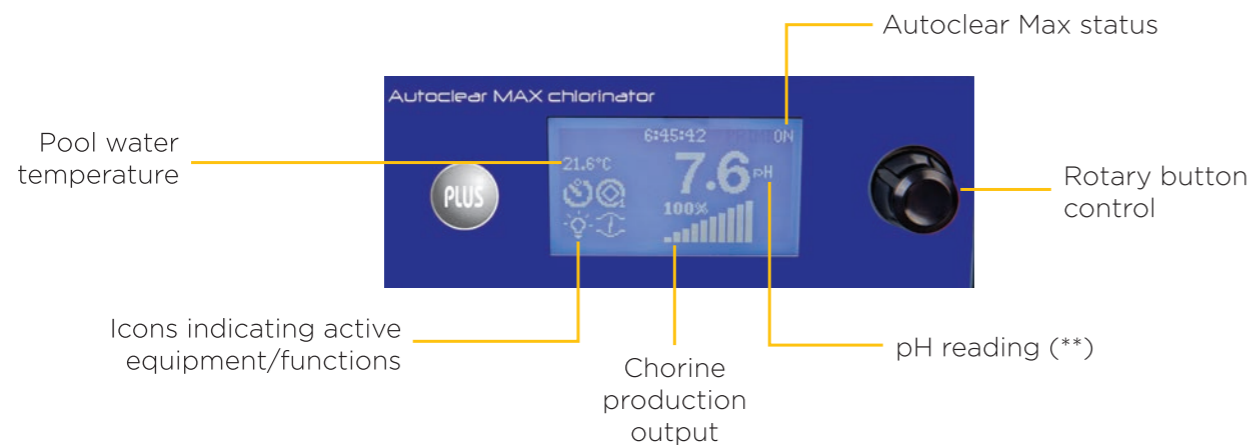 Autoclear Max status
Autoclear MAX chlorinator
6:45:42
ON
Pool water
temperature
21.6°C
7.6 pH
PLUS
1
100%
Rotary button
control
Icons indicating active
equipment/functions
Chorine
production
output
pH reading (**)